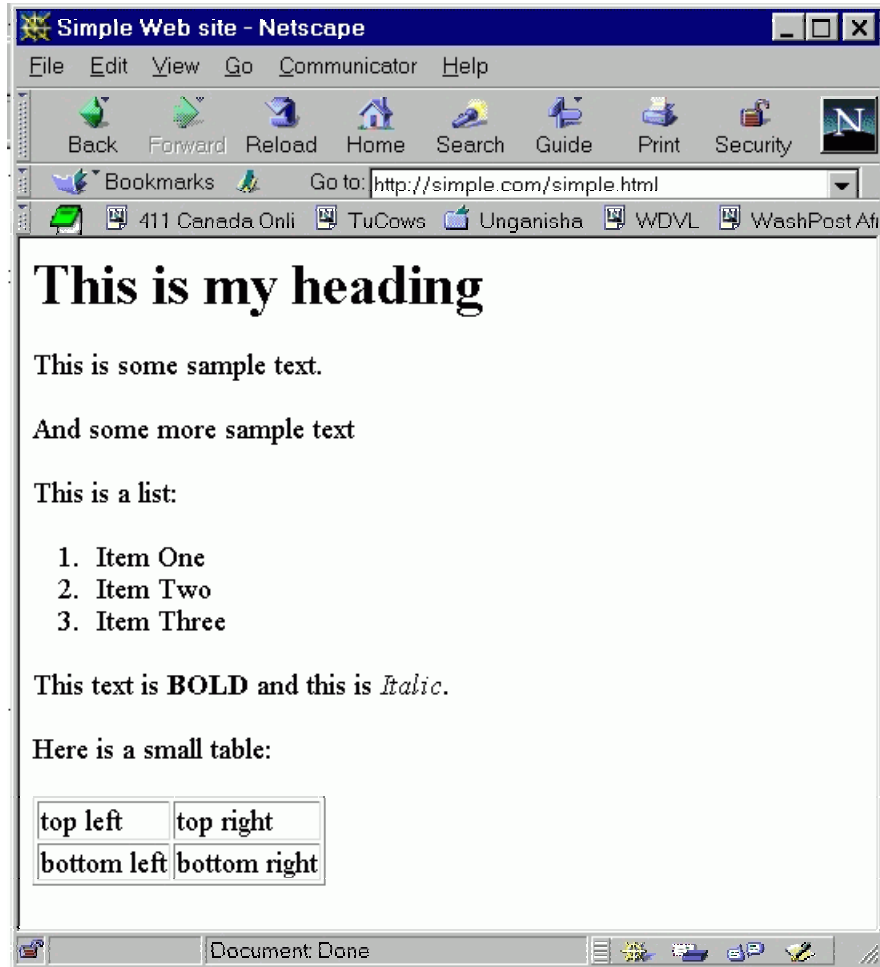 Simple Web site - Netscape
File Edit View Go Communicator Help
Back Forward Reload Home Search Guide Print Security N
Bookmarks Go to: http://simple.com/simple.html
411 Canada Onli TuCows Unganisha WDVL WashPost Afi
This is my heading
This is some sample text.
And some more sample text
This is a list:
1. Item One
2. Item Two
3. Item Three
This text is BOLD and this is Italic.
Here is a small table:
top left top right
bottom left bottom right
Document: Done